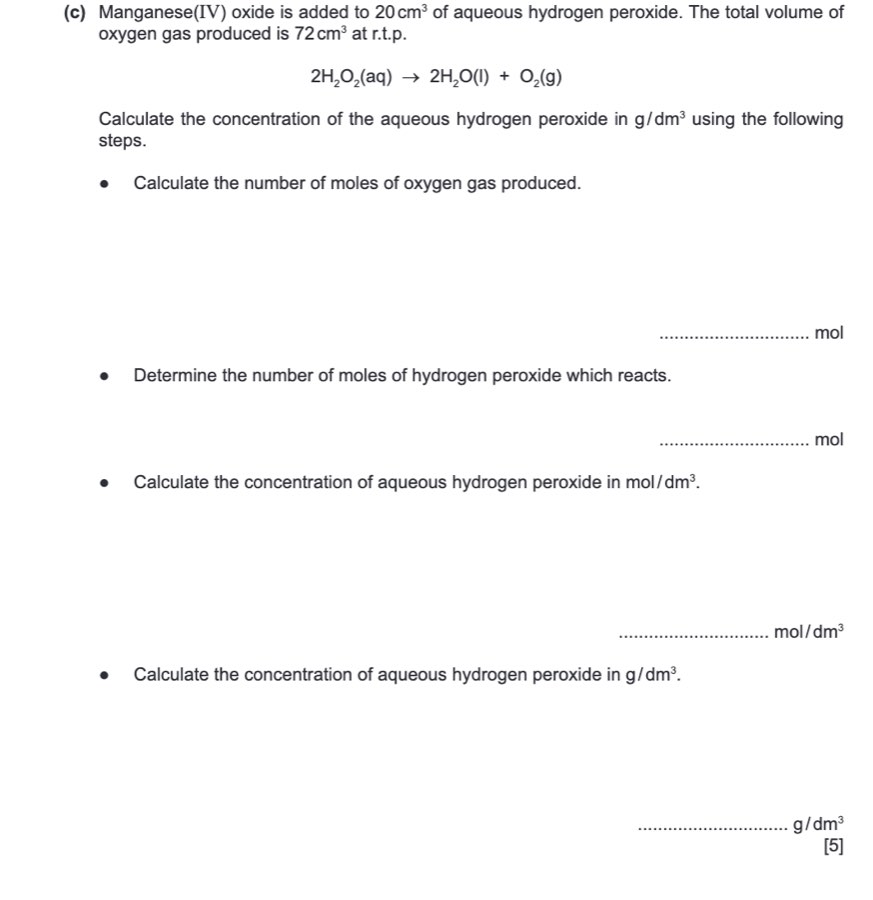 (c) Manganese(IV) oxide is added to 20 cm³ of aqueous hydrogen peroxide. The total volume of
oxygen gas produced is 72 cm³ at r.t.p.
2H₂O₂(aq) → 2H₂O(l) + O₂(g)
Calculate the concentration of the aqueous hydrogen peroxide in g/dm³ using the following
steps.
• Calculate the number of moles of oxygen gas produced.
.............................. mol
• Determine the number of moles of hydrogen peroxide which reacts.
.............................. mol
• Calculate the concentration of aqueous hydrogen peroxide in mol/dm³.
.............................. mol/dm³
• Calculate the concentration of aqueous hydrogen peroxide in g/dm³.
.............................. g/dm³
[5]